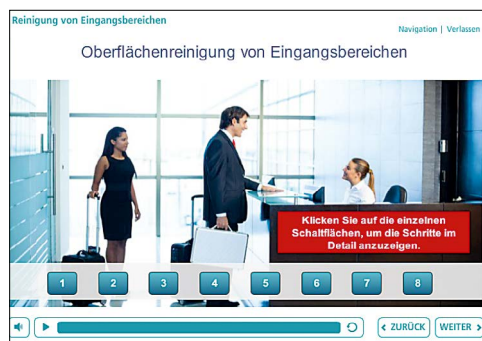 Reinigung von Eingangsbereichen
Navigation | Verlassen
Oberflächenreinigung von Eingangsbereichen
Klicken Sie auf die einzelnen
Schaltflächen, um die Schritte im
Detail anzuzeigen.
1 2 3 4 5 6 7 8
< ZURÜCK WEITER >